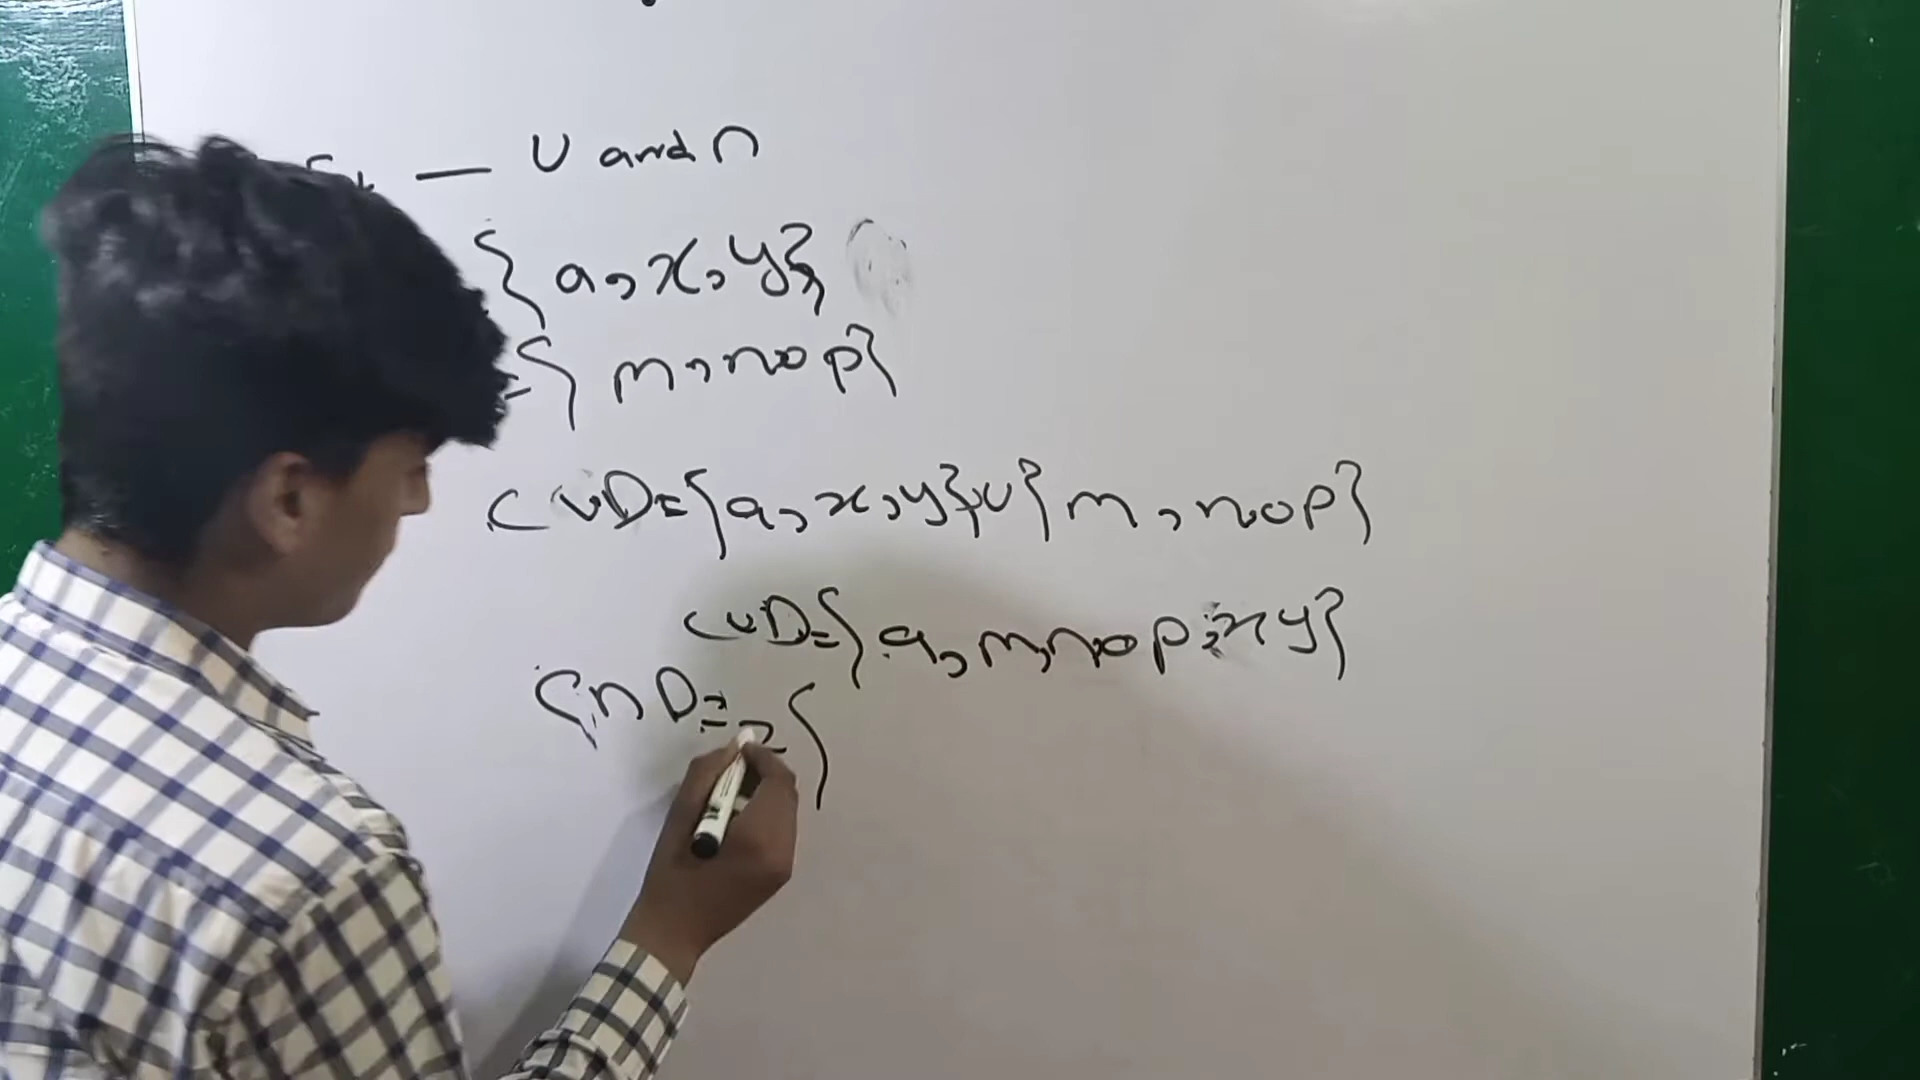 — ∪ and ∩
{ a, x, y}
={ m, n o p}
C ∪ D={a, x, y}∪{m, n o p}
C∪D={a, m, n o p, x y}
C∩D= {